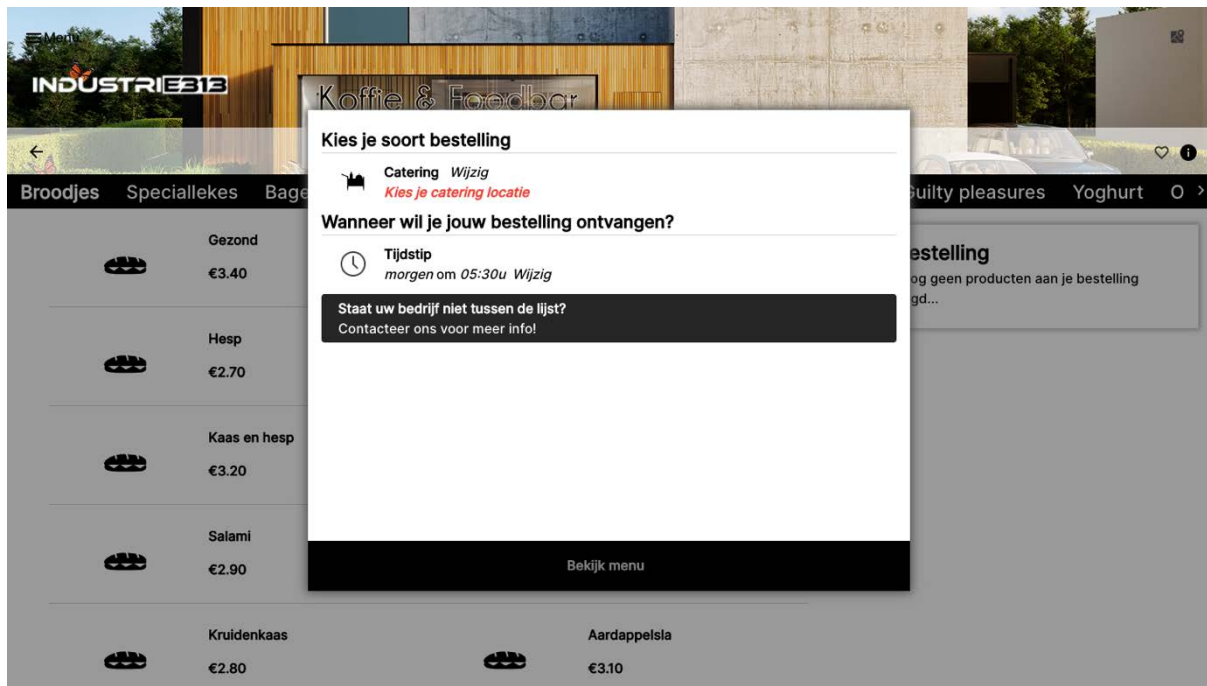 Menu
INDUSTRIE313
Koffie & Foodbar
Kies je soort bestelling
Catering Wijzig
Kies je catering locatie
Wanneer wil je jouw bestelling ontvangen?
Tijdstip
morgen om 05:30u Wijzig
Staat uw bedrijf niet tussen de lijst?
Contacteer ons voor meer info!
Bekijk menu
Broodjes Speciallekes Bage
Guilty pleasures Yoghurt O >
Gezond
€3.40
Hesp
€2.70
Kaas en hesp
€3.20
Salami
€2.90
Kruidenkaas
€2.80
Aardappelsla
€3.10
estelling
og geen producten aan je bestelling
gd...